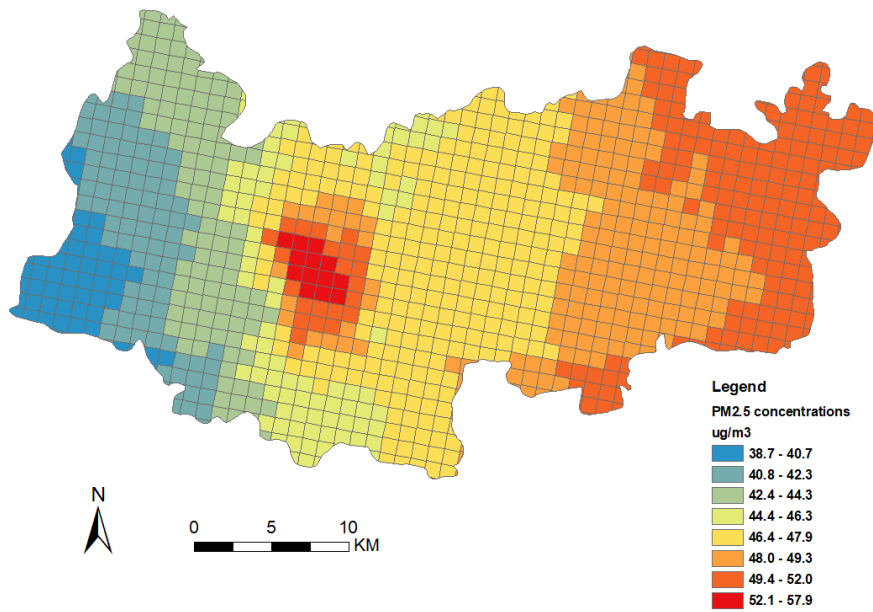 Legend
PM2.5 concentrations
ug/m3
38.7 - 40.7
40.8 - 42.3
42.4 - 44.3
44.4 - 46.3
46.4 - 47.9
48.0 - 49.3
49.4 - 52.0
52.1 - 57.9
N
0 5 10
KM